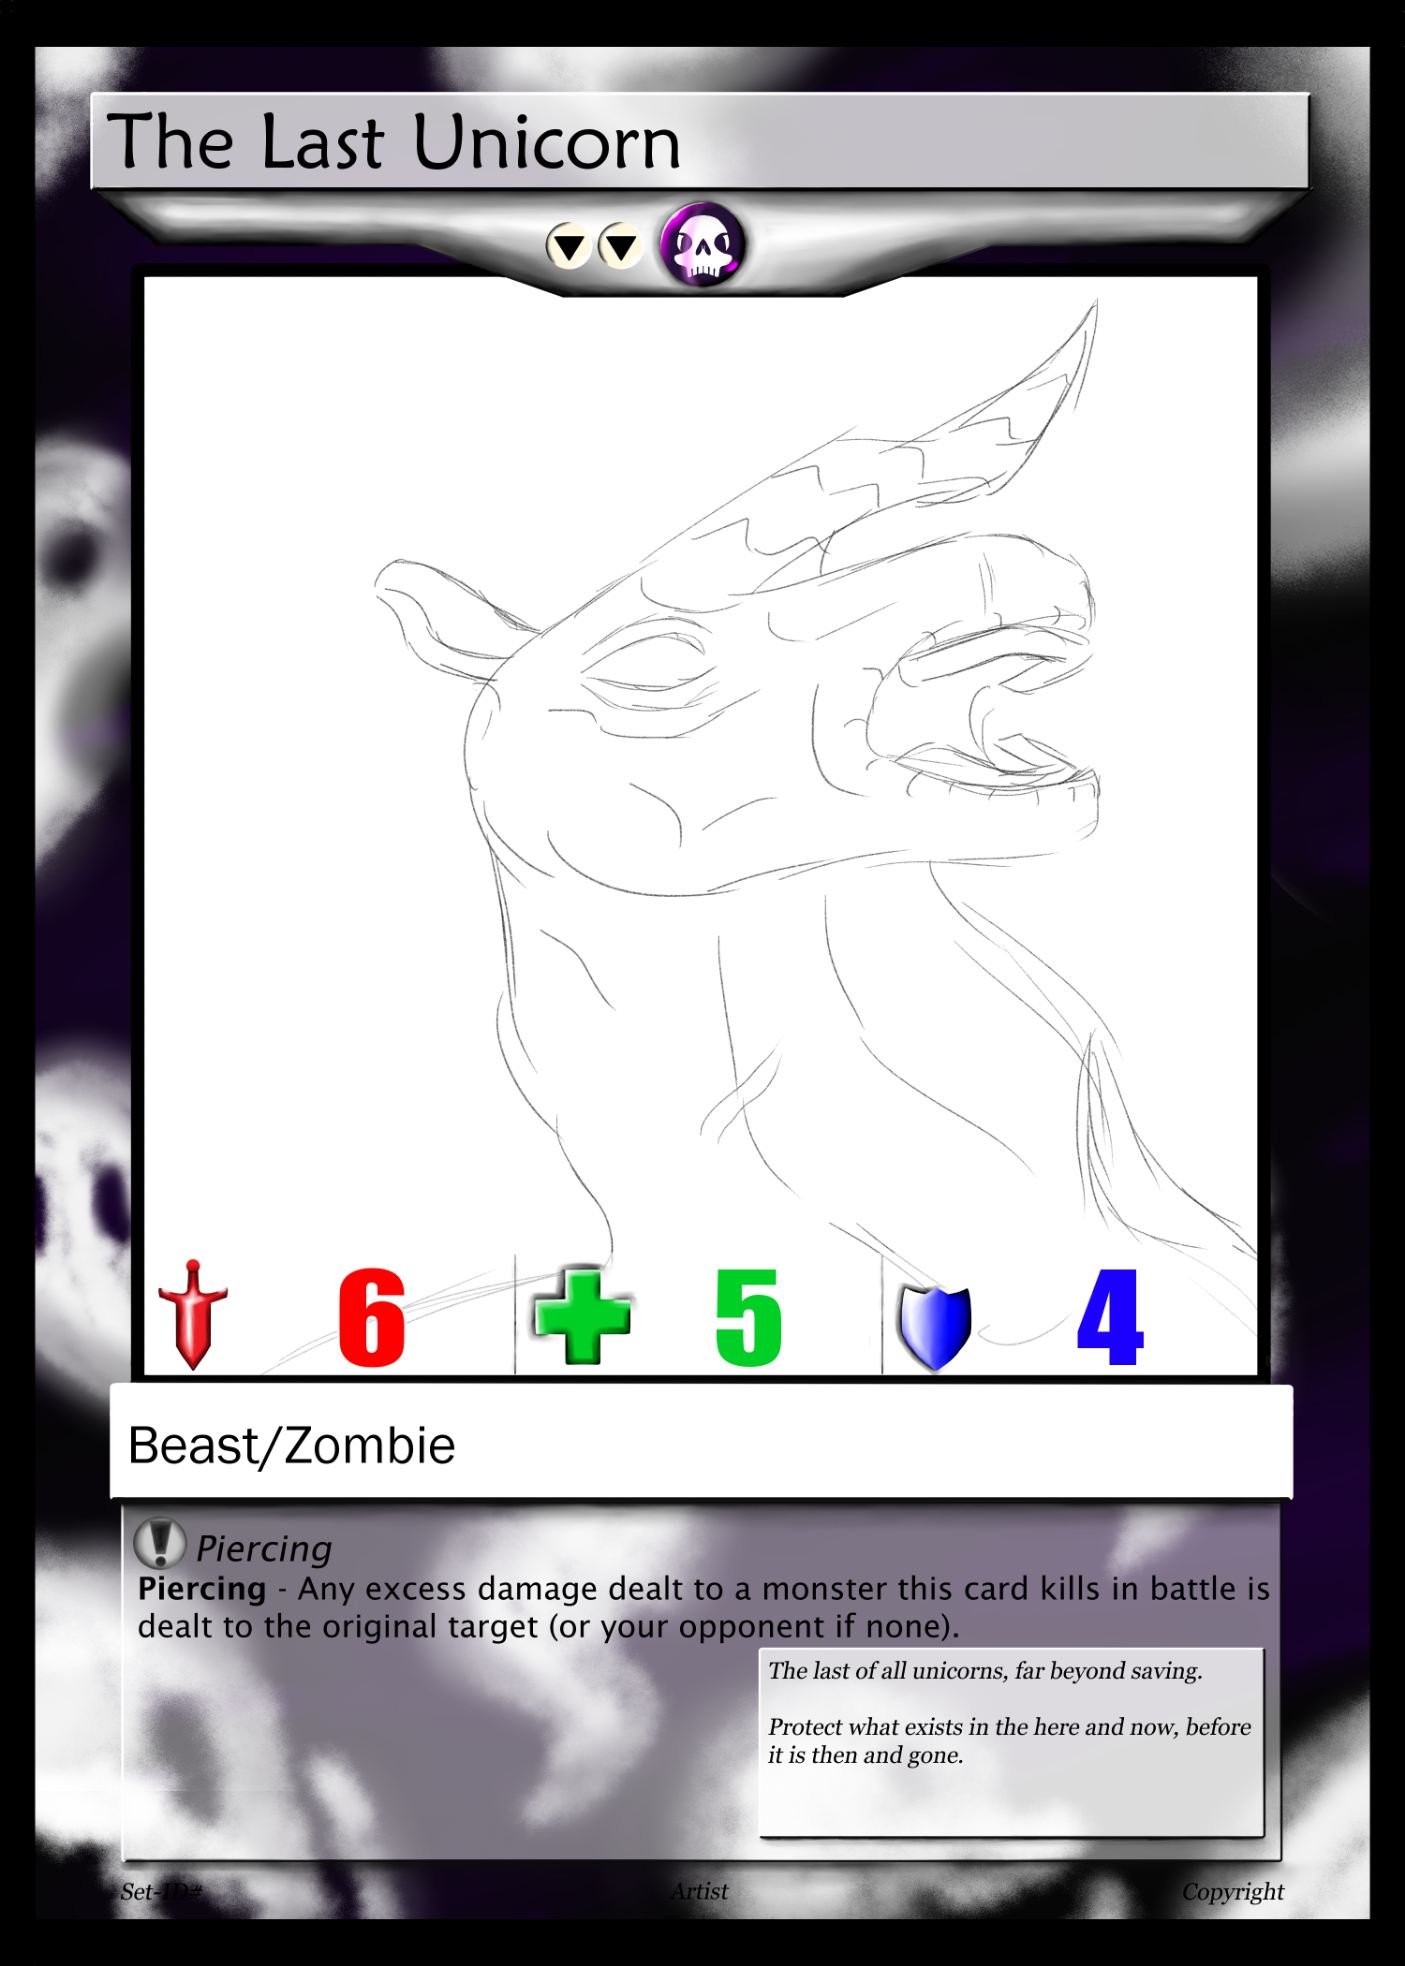 The Last Unicorn
6
5
4
Beast/Zombie
Piercing
Piercing - Any excess damage dealt to a monster this card kills in battle is
dealt to the original target (or your opponent if none).
The last of all unicorns, far beyond saving.
Protect what exists in the here and now, before
it is then and gone.
Set-ID#
Artist
Copyright